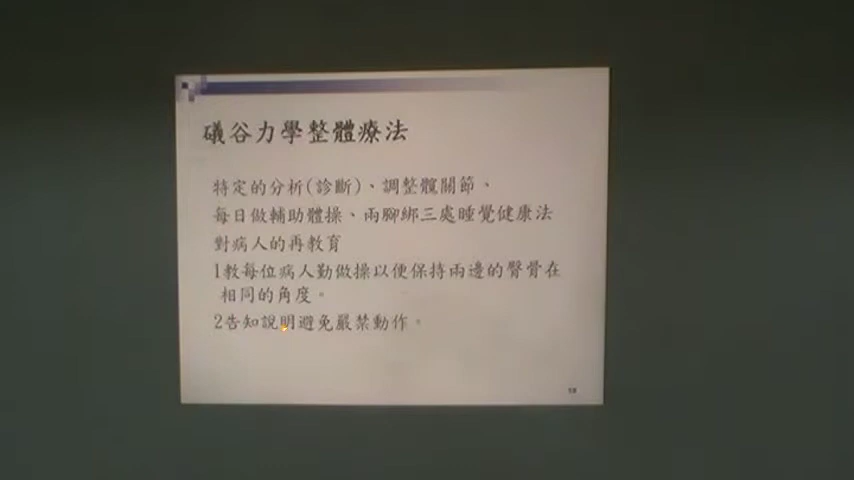 礒谷力學整體療法
特定的分析(診斷)、調整髖關節、
每日做輔助體操、兩腳綁三處睡覺健康法
對病人的再教育
1教每位病人勤做操以便保持兩邊的臀骨在
相同的角度。
2告知說明避免嚴禁動作。